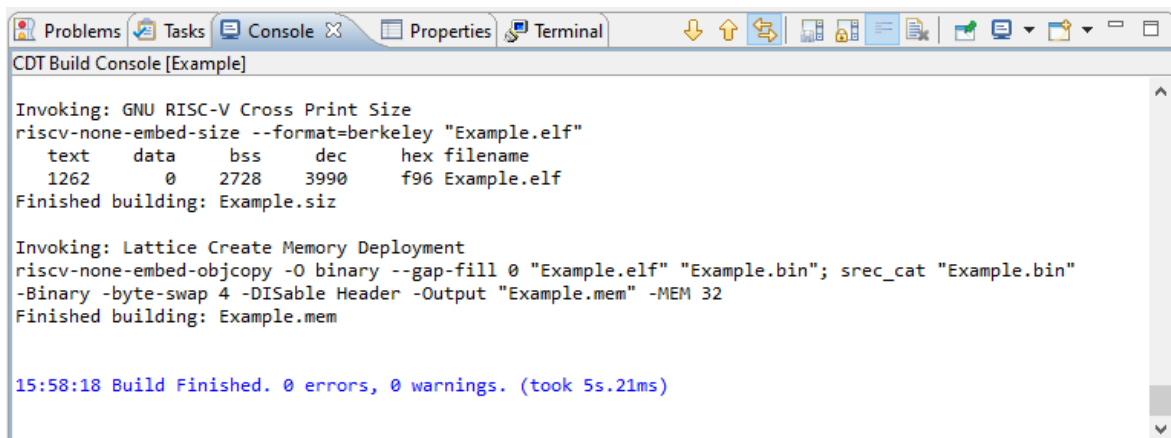 Problems Tasks Console Properties Terminal
CDT Build Console [Example]
Invoking: GNU RISC-V Cross Print Size
riscv-none-embed-size --format=berkeley "Example.elf"
   text    data     bss     dec     hex filename
   1262       0    2728    3990     f96 Example.elf
Finished building: Example.siz
Invoking: Lattice Create Memory Deployment
riscv-none-embed-objcopy -O binary --gap-fill 0 "Example.elf" "Example.bin"; srec_cat "Example.bin"
-Binary -byte-swap 4 -DISable Header -Output "Example.mem" -MEM 32
Finished building: Example.mem
15:58:18 Build Finished. 0 errors, 0 warnings. (took 5s.21ms)